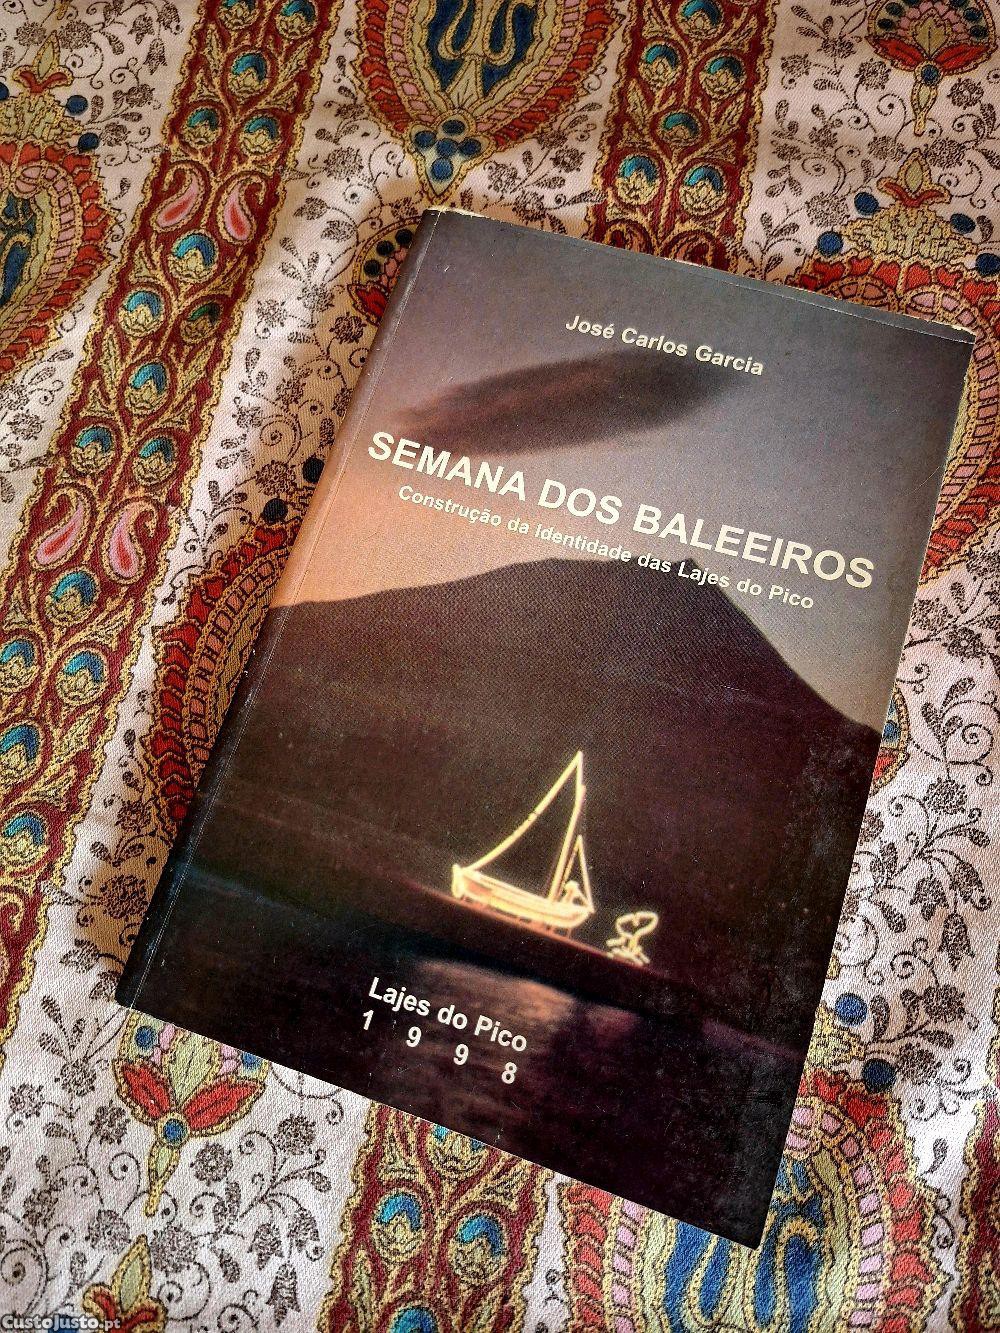 José Carlos Garcia
SEMANA DOS BALEEIROS
Construção da Identidade das Lajes do Pico
Lajes do Pico
1 9 9 8
CustoJusto.pt